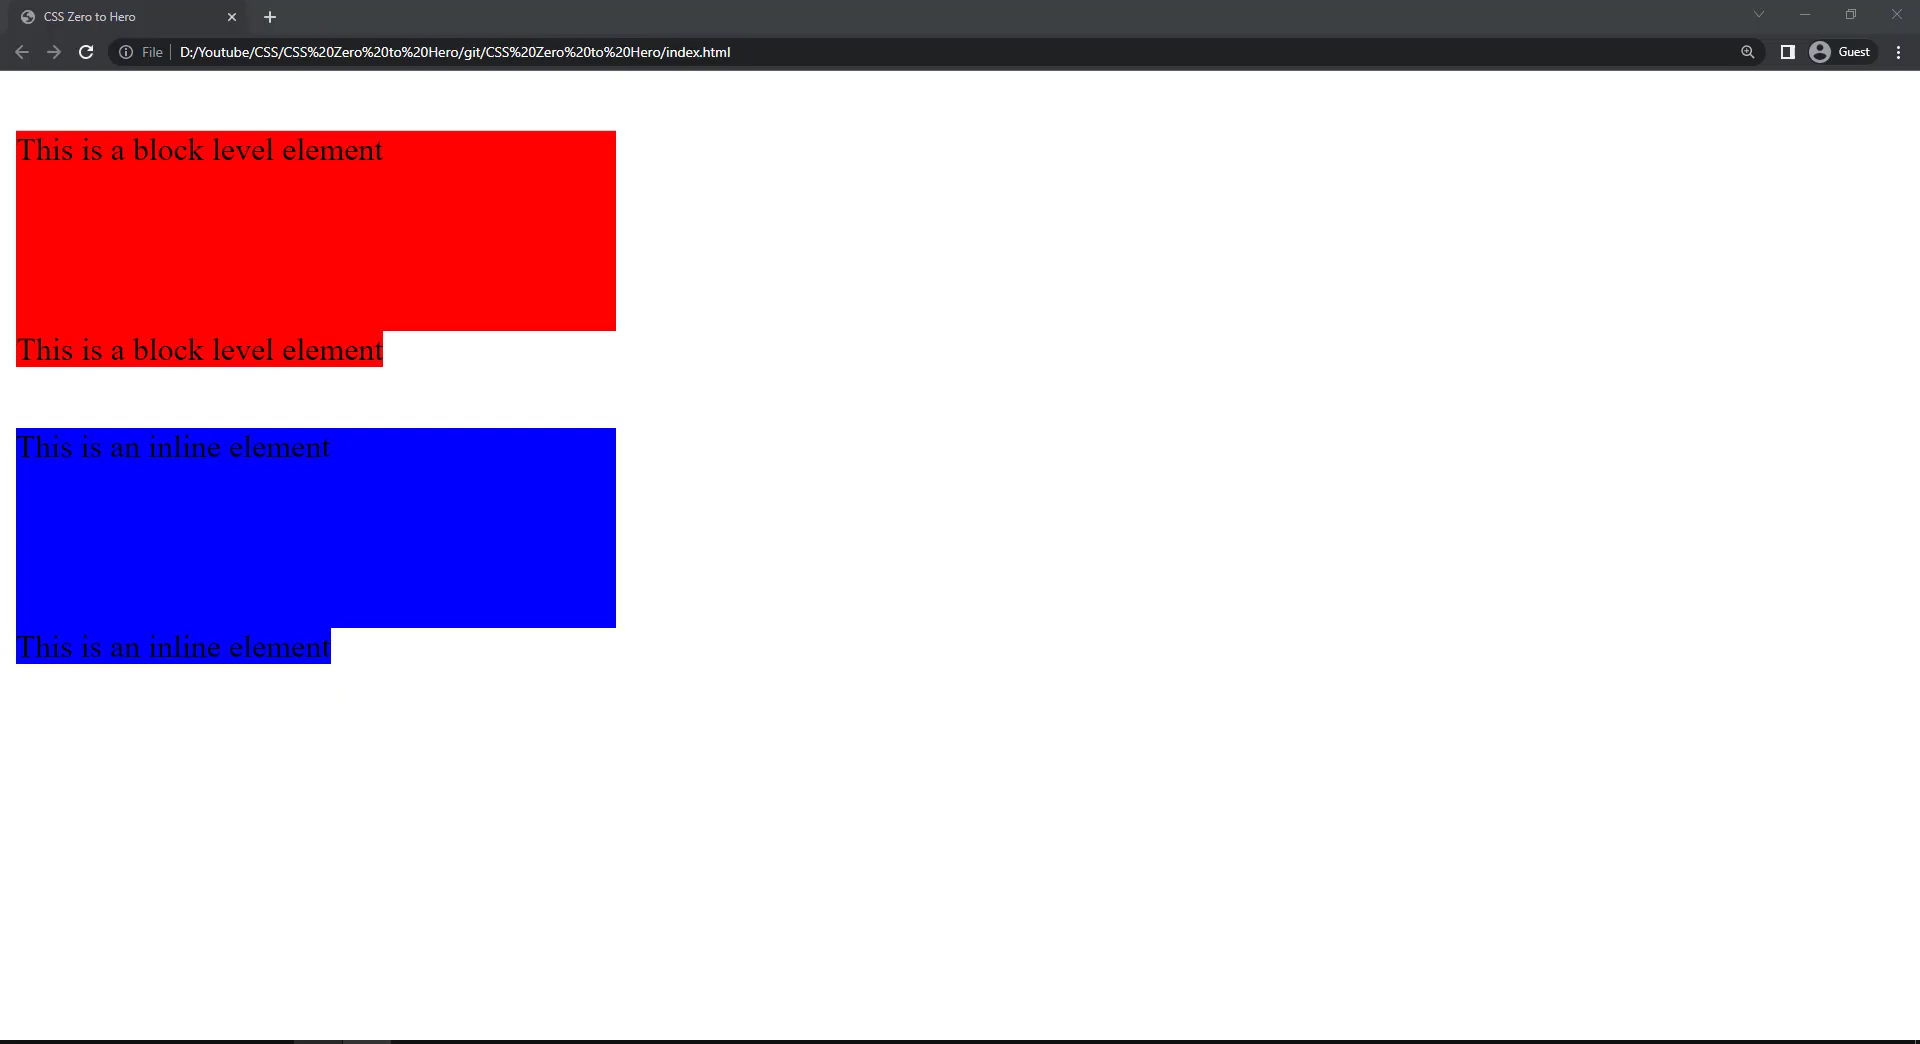 CSS Zero to Hero
File D:/Youtube/CSS/CSS%20Zero%20to%20Hero/git/CSS%20Zero%20to%20Hero/index.html Guest
This is a block level element
This is a block level element
This is an inline element
This is an inline element